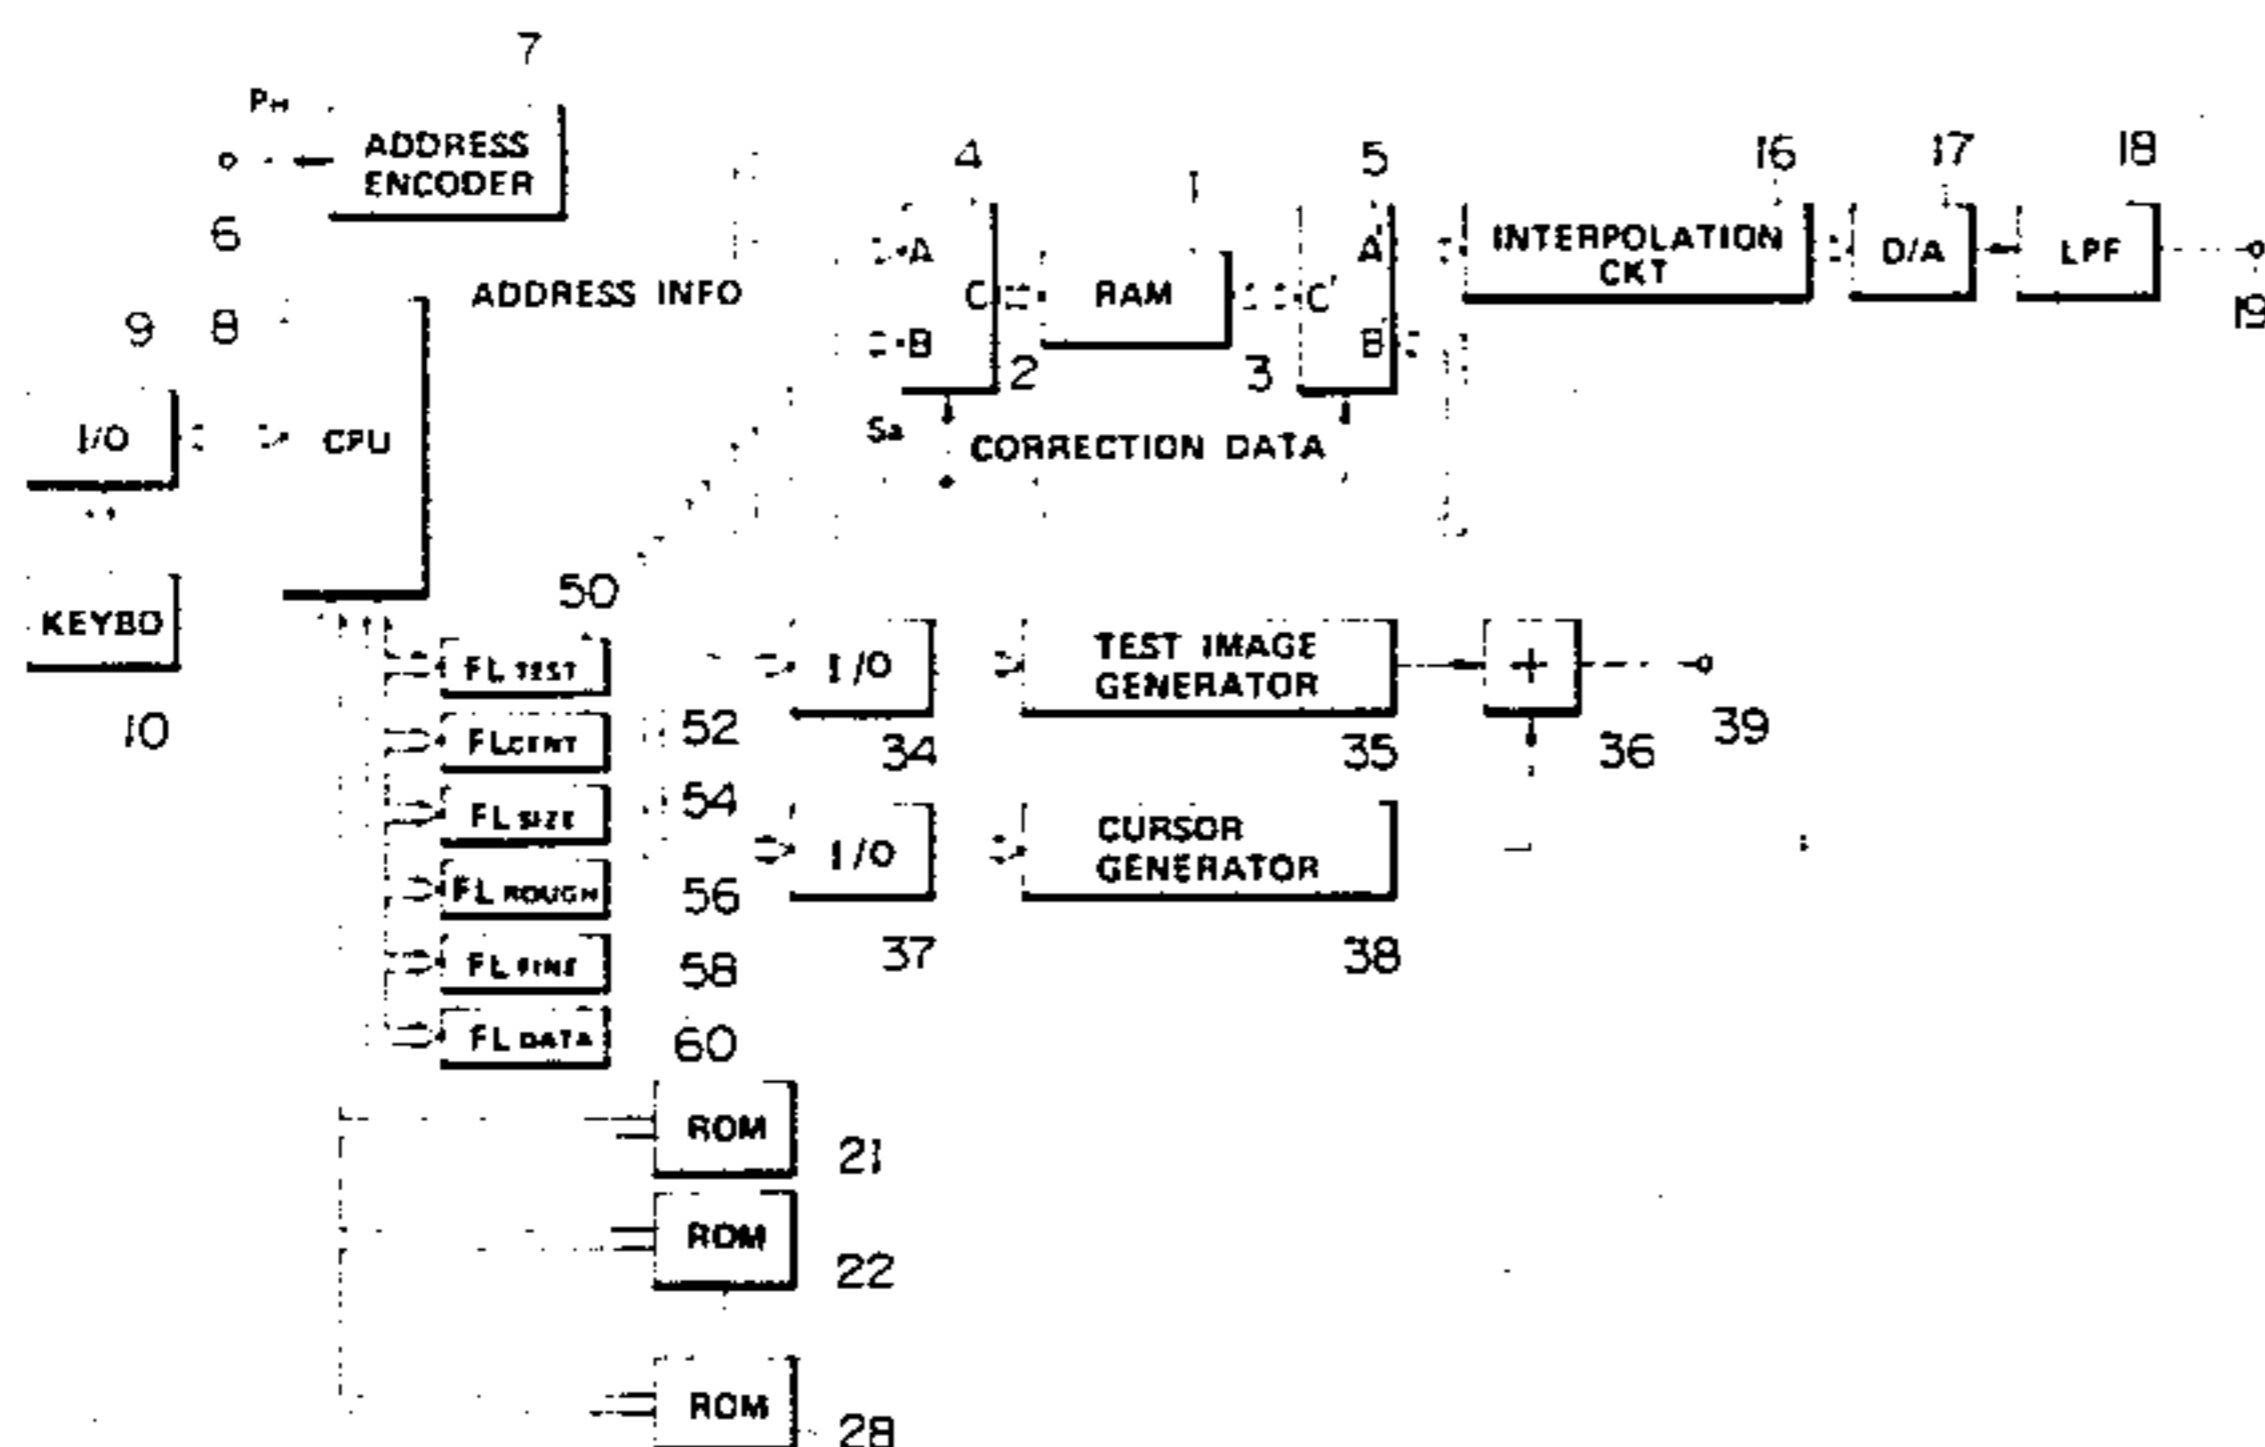 7
PH
ADDRESS
ENCODER
6
4
1
5
16
17
18
A
C
B
RAM
A'
C'
B'
INTERPOLATION
CKT
D/A
LPF
19
ADDRESS INFO
9
8
2
3
I/O
CPU
Sa
CORRECTION DATA
KEYBD
10
50
FL TEST
I/O
TEST IMAGE
GENERATOR
+
52
34
35
36
39
FL CENT
54
FL SIZE
I/O
CURSOR
GENERATOR
FL ROUGH
56
37
38
FL FINE
58
FL DATA
60
ROM
21
ROM
22
ROM
28